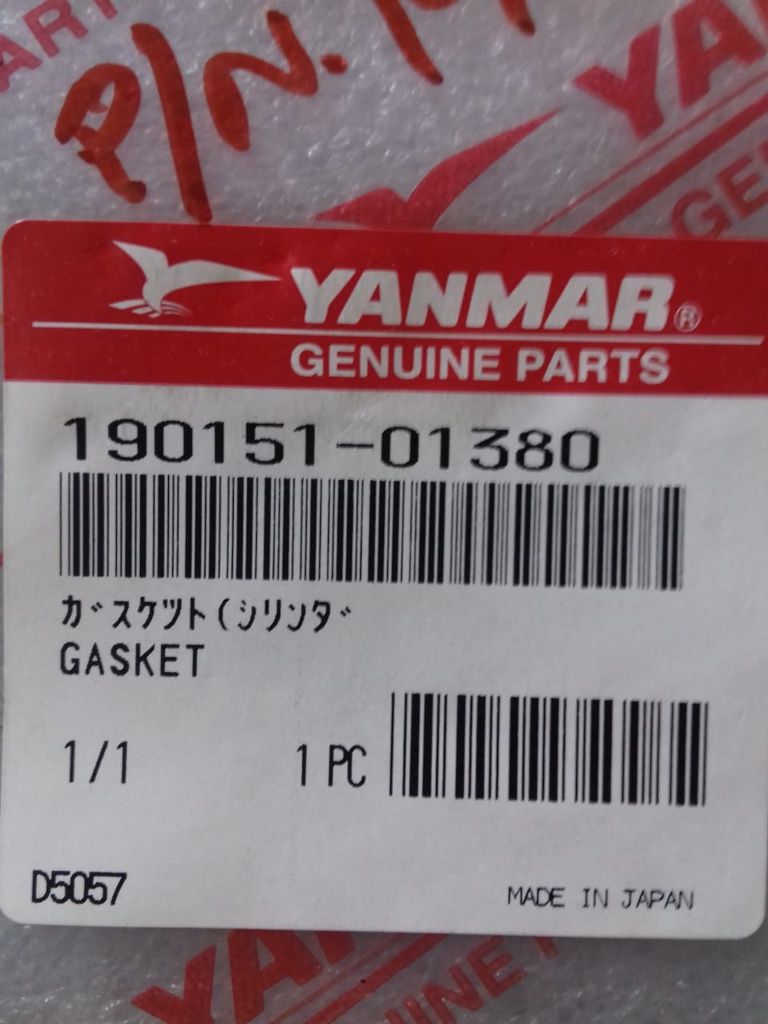 P/N.
YANMAR®
GENUINE PARTS
190151-01380
ガスケツト(シリンダ
GASKET
1/1
1 PC
D5057
MADE IN JAPAN